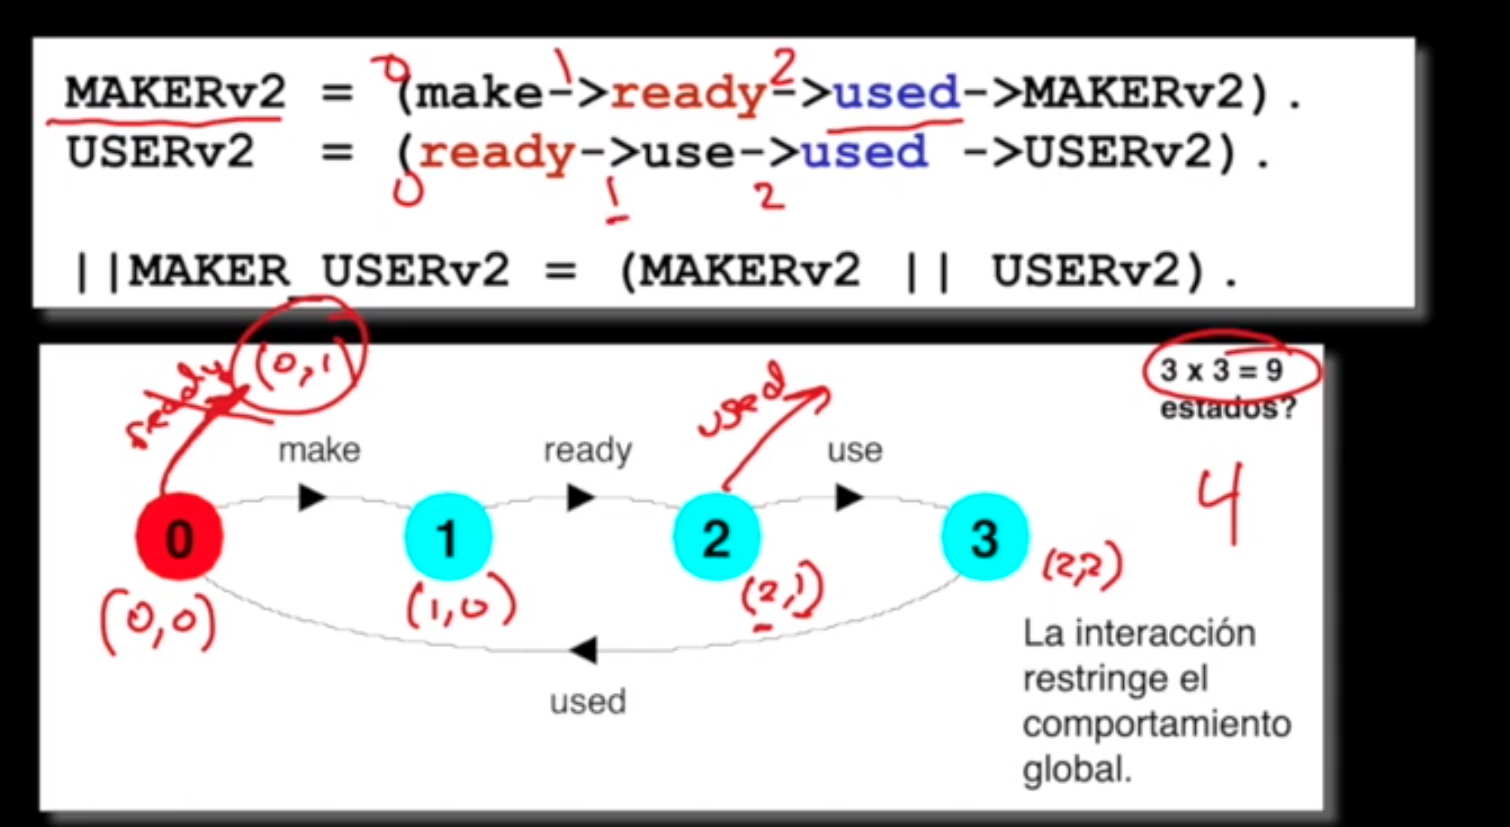 0 1 2
MAKERv2 = (make->ready->used->MAKERv2).
USERv2 = (ready->use->used ->USERv2).
0 1 2
||MAKER_USERv2 = (MAKERv2 || USERv2).
(0,1)
ready
used
3 x 3 = 9
estados?
4
make ready use
0 1 2 3
(0,0) (1,0) (2,1) (2,2)
used
La interacción
restringe el
comportamiento
global.